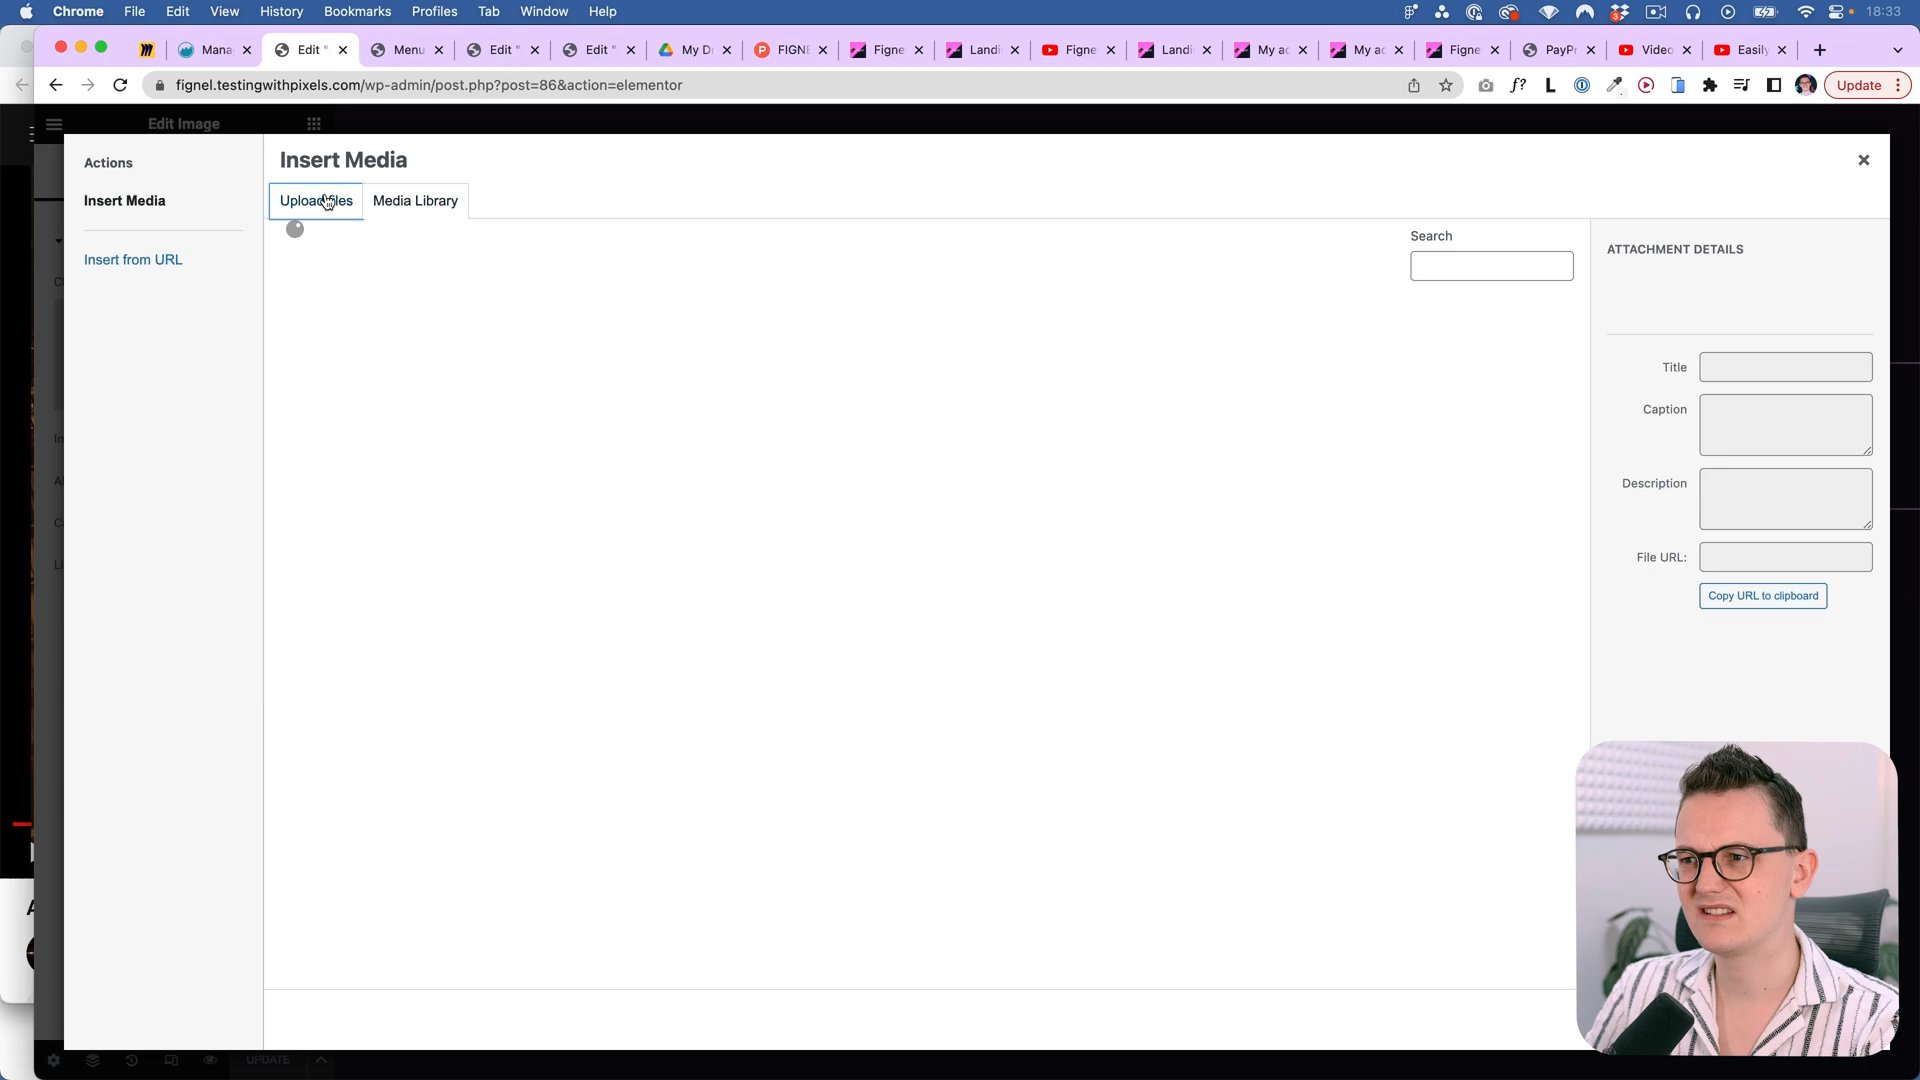 Chrome File Edit View History Bookmarks Profiles Tab Window Help 3 18:33
Mana Edit " Menu Edit " Edit " My D FIGNE Figne Landi Figne Landi My ac My ac Figne PayPr Video Easily
fignel.testingwithpixels.com/wp-admin/post.php?post=86&action=elementor f? L Update
Edit Image
Actions
Insert Media
Insert Media
Insert from URL
Upload files Media Library
Search
ATTACHMENT DETAILS
Title
Caption
Description
File URL:
Copy URL to clipboard
UPDATE